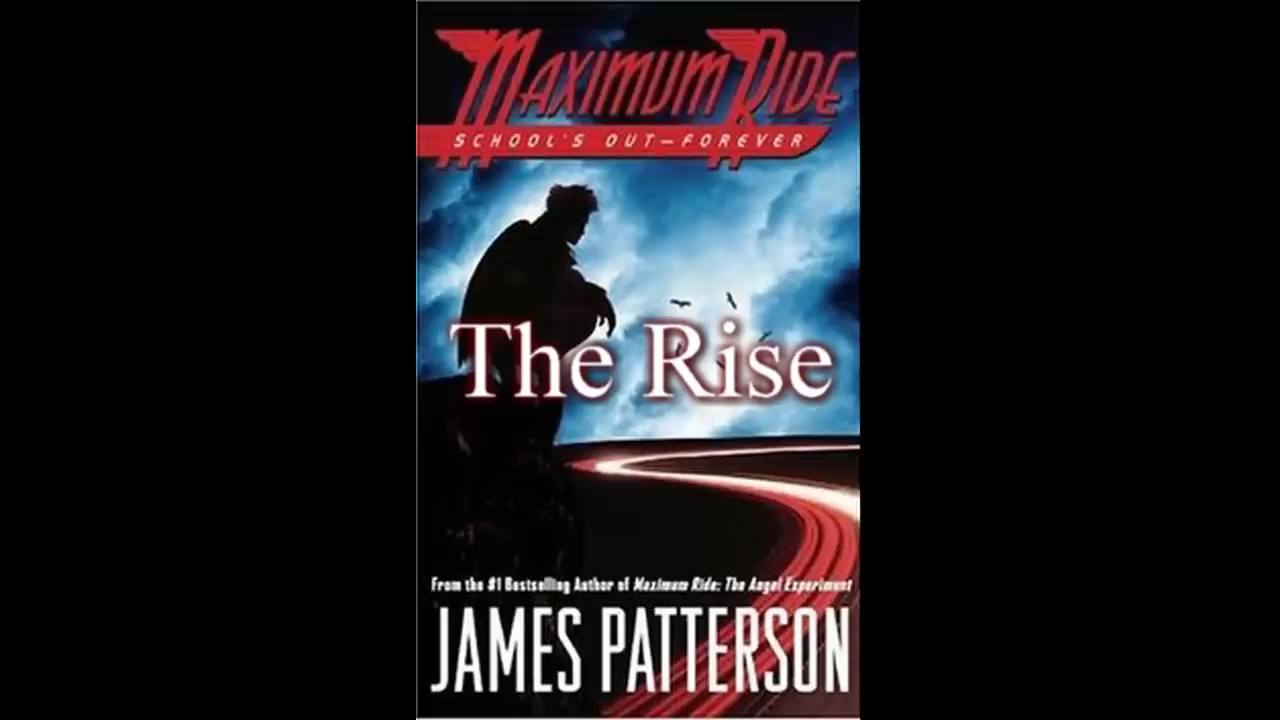 MAXIMUM RIDE
SCHOOL'S OUT—FOREVER
The Rise
From the #1 Bestselling Author of Maximum Ride: The Angel Experiment
JAMES PATTERSON